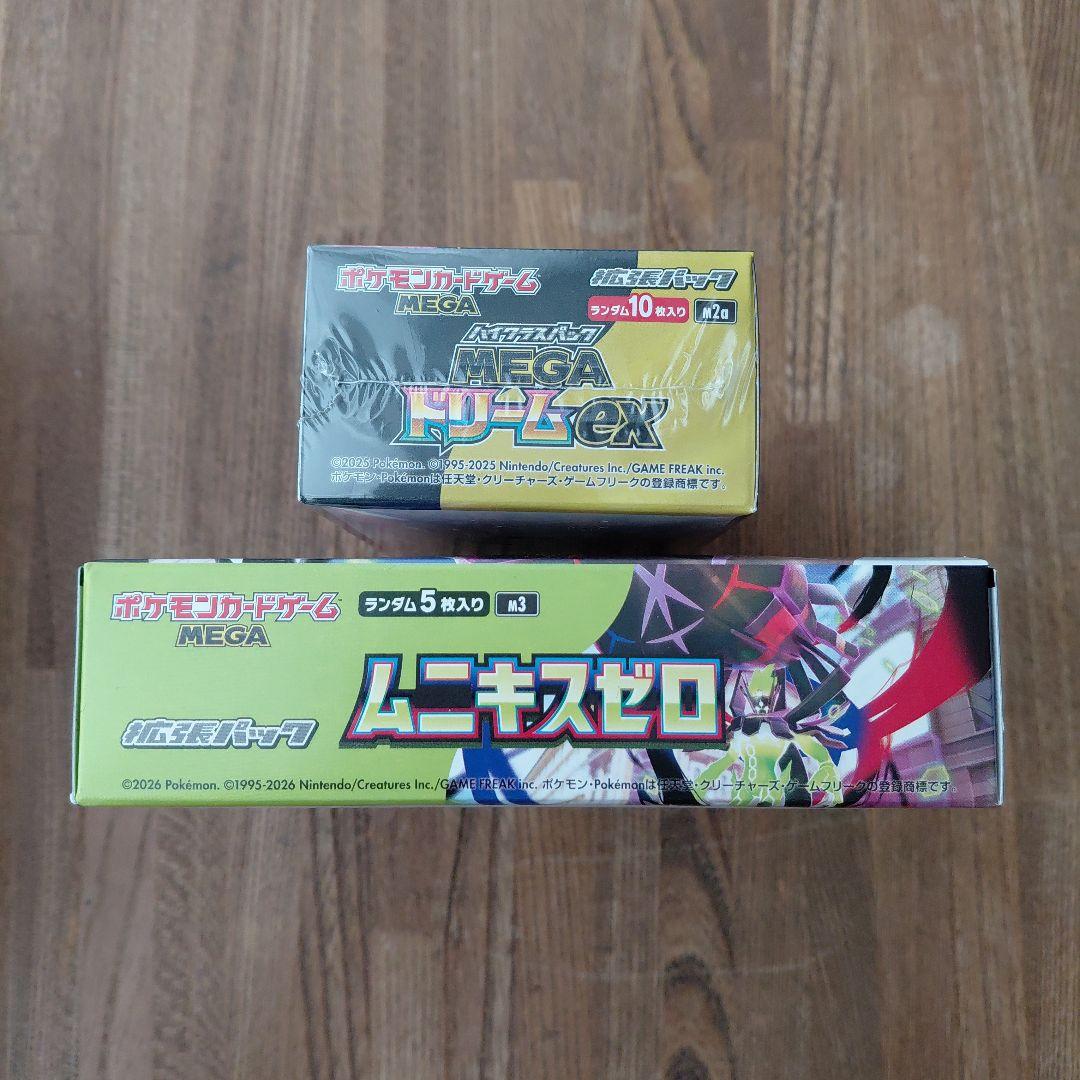 ポケモンカードゲーム
MEGA
拡張パック
ランダム10枚入り M2a
ハイクラスパック
MEGA
ドリームex
©2025 Pokémon. ©1995-2025 Nintendo/Creatures Inc./GAME FREAK inc.
ポケモン・Pokémonは任天堂・クリーチャーズ・ゲームフリークの登録商標です。
ポケモンカードゲーム
MEGA
ランダム5枚入り M3
ムニキスゼロ
拡張パック
©2026 Pokémon. ©1995-2026 Nintendo/Creatures Inc./GAME FREAK inc. ポケモン・Pokémonは任天堂・クリーチャーズ・ゲームフリークの登録商標です。